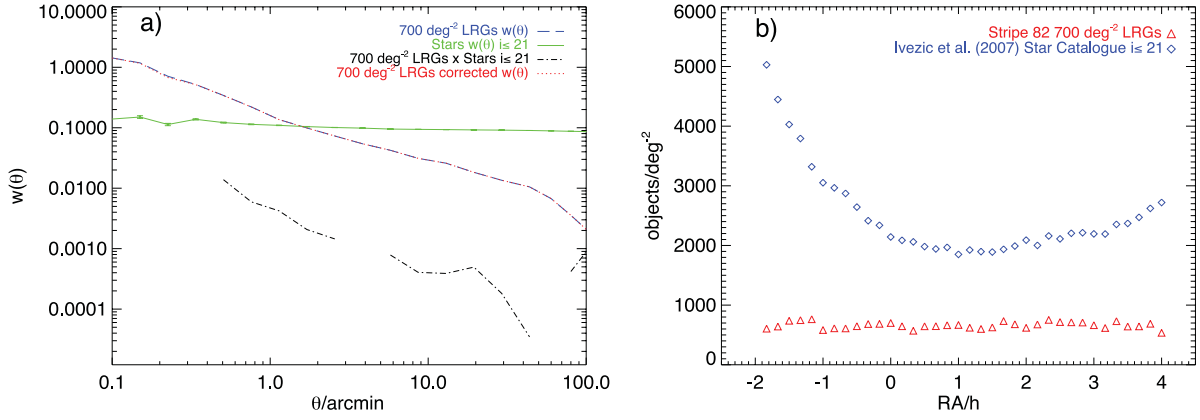 a)
700 deg⁻² LRGs w(θ)
Stars w(θ) i≤ 21
700 deg⁻² LRGs x Stars i≤ 21
700 deg⁻² LRGs corrected w(θ)
w(θ)
1.0000
0.1000
0.0100
0.0010
0.0001
0.1
1.0
10.0
100.0
θ/arcmin
b)
Stripe 82 700 deg⁻² LRGs
Ivezic et al. (2007) Star Catalogue i≤ 21
objects/deg⁻²
6000
5000
4000
3000
2000
1000
0
-2
-1
0
1
2
3
4
RA/h